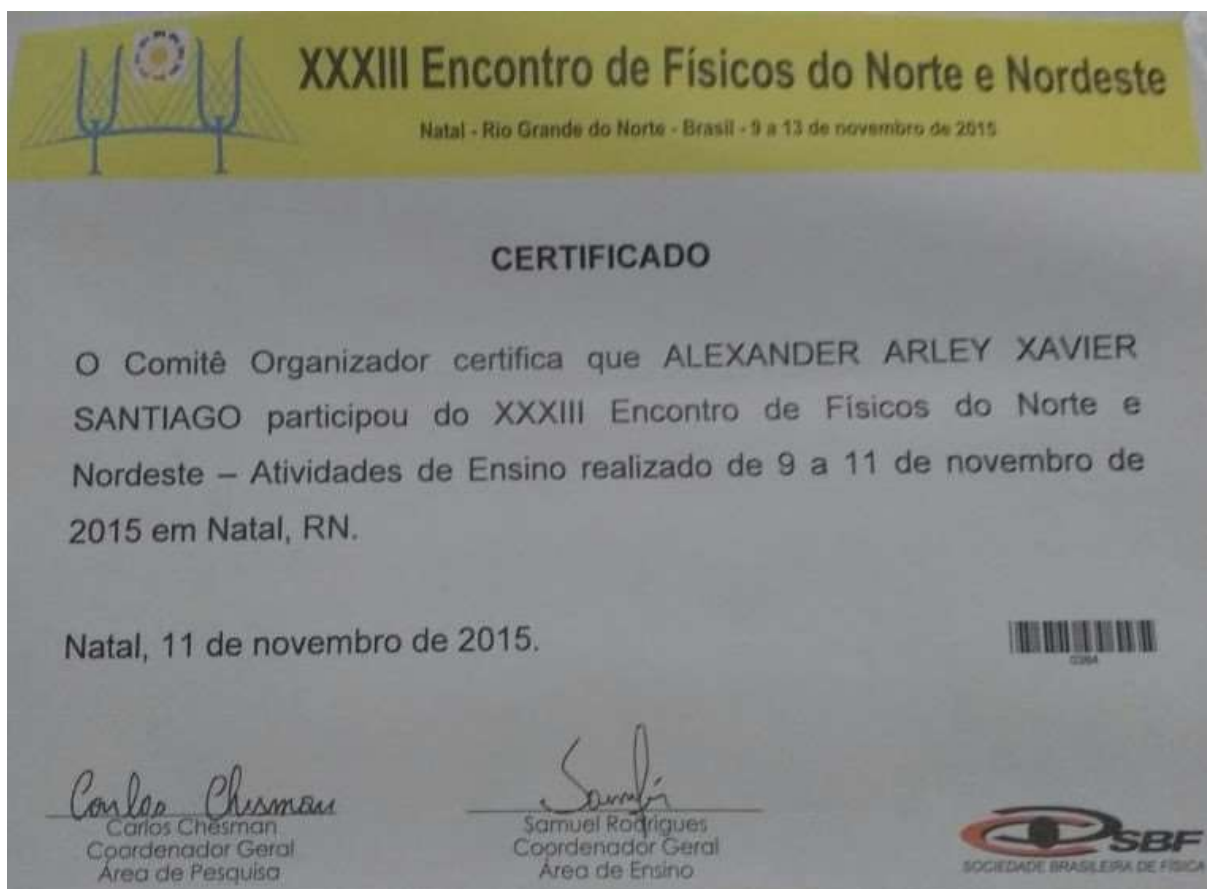 XXXIII Encontro de Físicos do Norte e Nordeste
Natal - Rio Grande do Norte - Brasil - 9 a 13 de novembro de 2015
CERTIFICADO
O Comitê Organizador certifica que ALEXANDER ARLEY XAVIER
SANTIAGO participou do XXXIII Encontro de Físicos do Norte e
Nordeste – Atividades de Ensino realizado de 9 a 11 de novembro de
2015 em Natal, RN.
Natal, 11 de novembro de 2015.
Carlos Chesman
Carlos Chesman
Coordenador Geral
Área de Pesquisa
Samuel Rodrigues
Coordenador Geral
Área de Ensino
SBF
SOCIEDADE BRASILEIRA DE FÍSICA